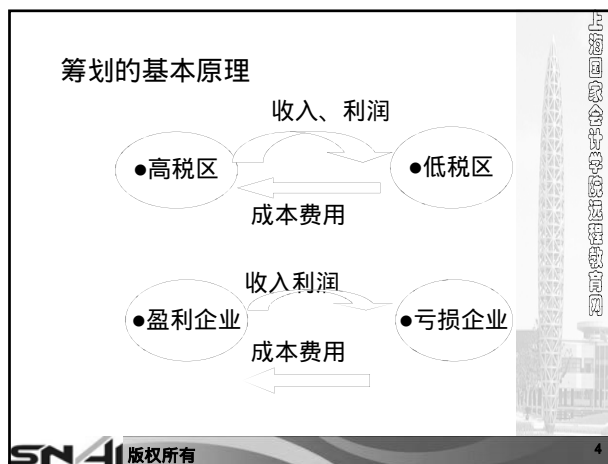 筹划的基本原理
收入、利润
●高税区
●低税区
成本费用
收入利润
●盈利企业
●亏损企业
成本费用
上海国家会计学院远程教育网
SNAI 版权所有
4